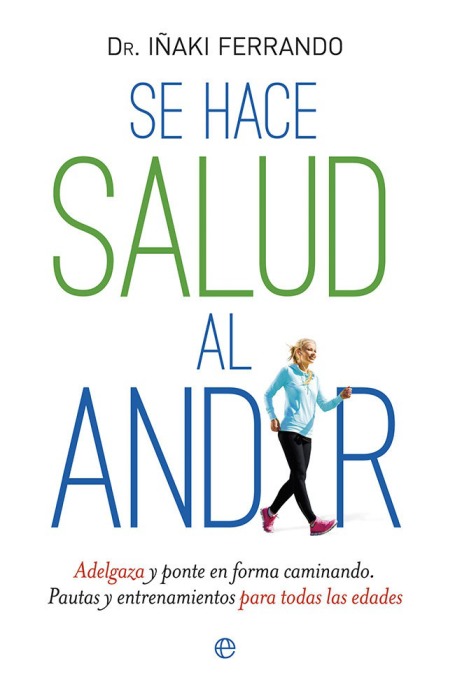 DR. IÑAKI FERRANDO
SE HACE
SALUD
AL
ANDAR
Adelgaza y ponte en forma caminando.
Pautas y entrenamientos para todas las edades
e